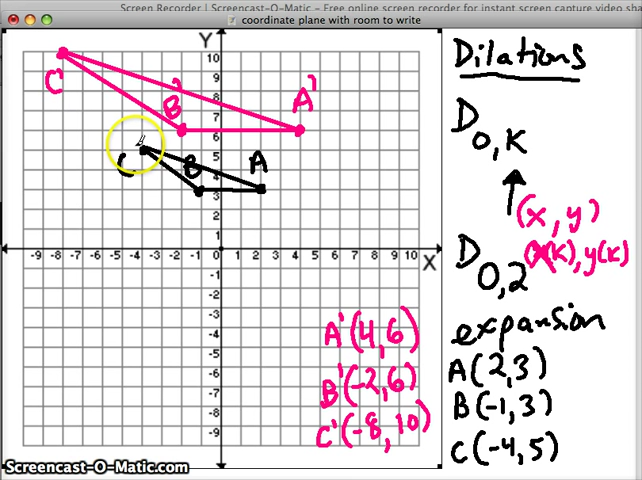 Screen Recorder | Screencast-O-Matic - Free online screen recorder for instant screen capture video sha
coordinate plane with room to write
Y
Dilations
D O, K
(x, y)
(x(K), y(K)
D O, 2
expansion
A(2,3)
B(-1,3)
C(-4,5)
C'
B'
A'
C
B
A
10
9
8
7
6
5
4
3
2
1
-9 -8 -7 -6 -5 -4 -3 -2 -1 0 1 2 3 4 5 6 7 8 9 10
X
-1
-2
-3
-4
-5
-6
-7
-8
-9
A'(4,6)
B'(-2,6)
C'(-8,10)
Screencast-O-Matic.com